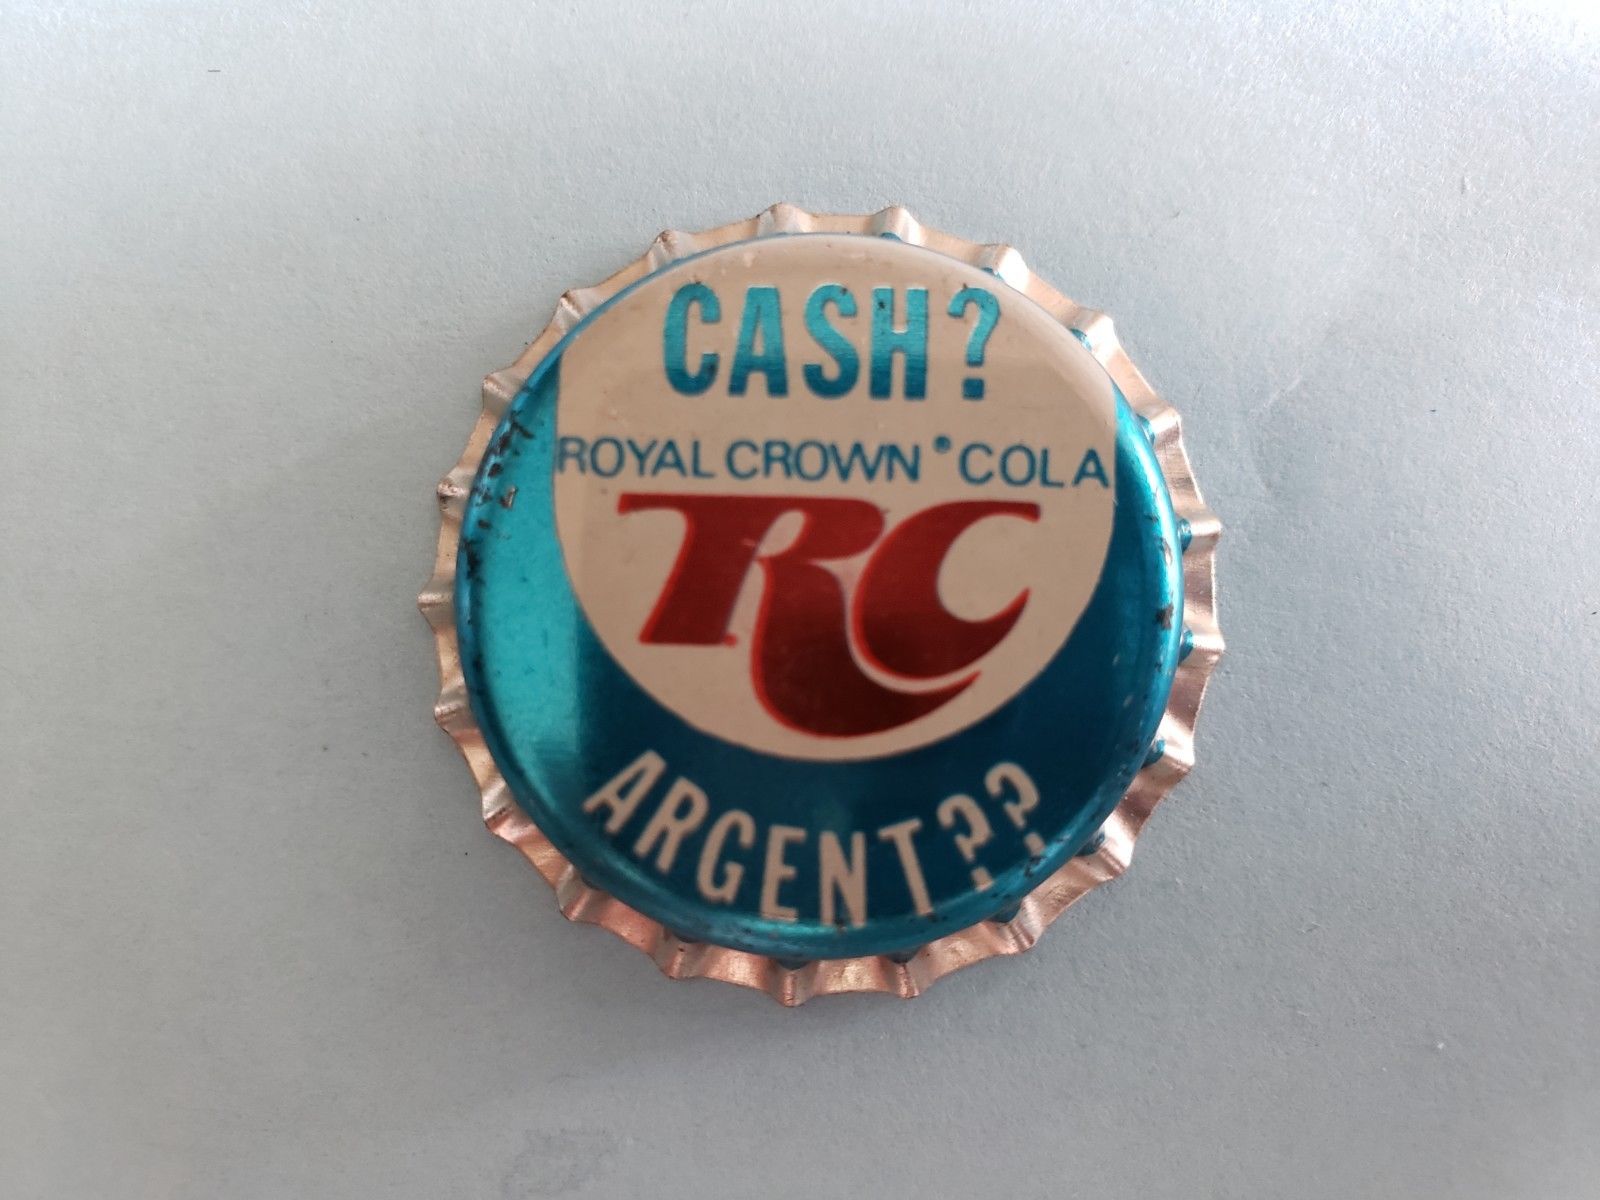 CASH?
ROYAL CROWN COLA
RC
ARGENT??